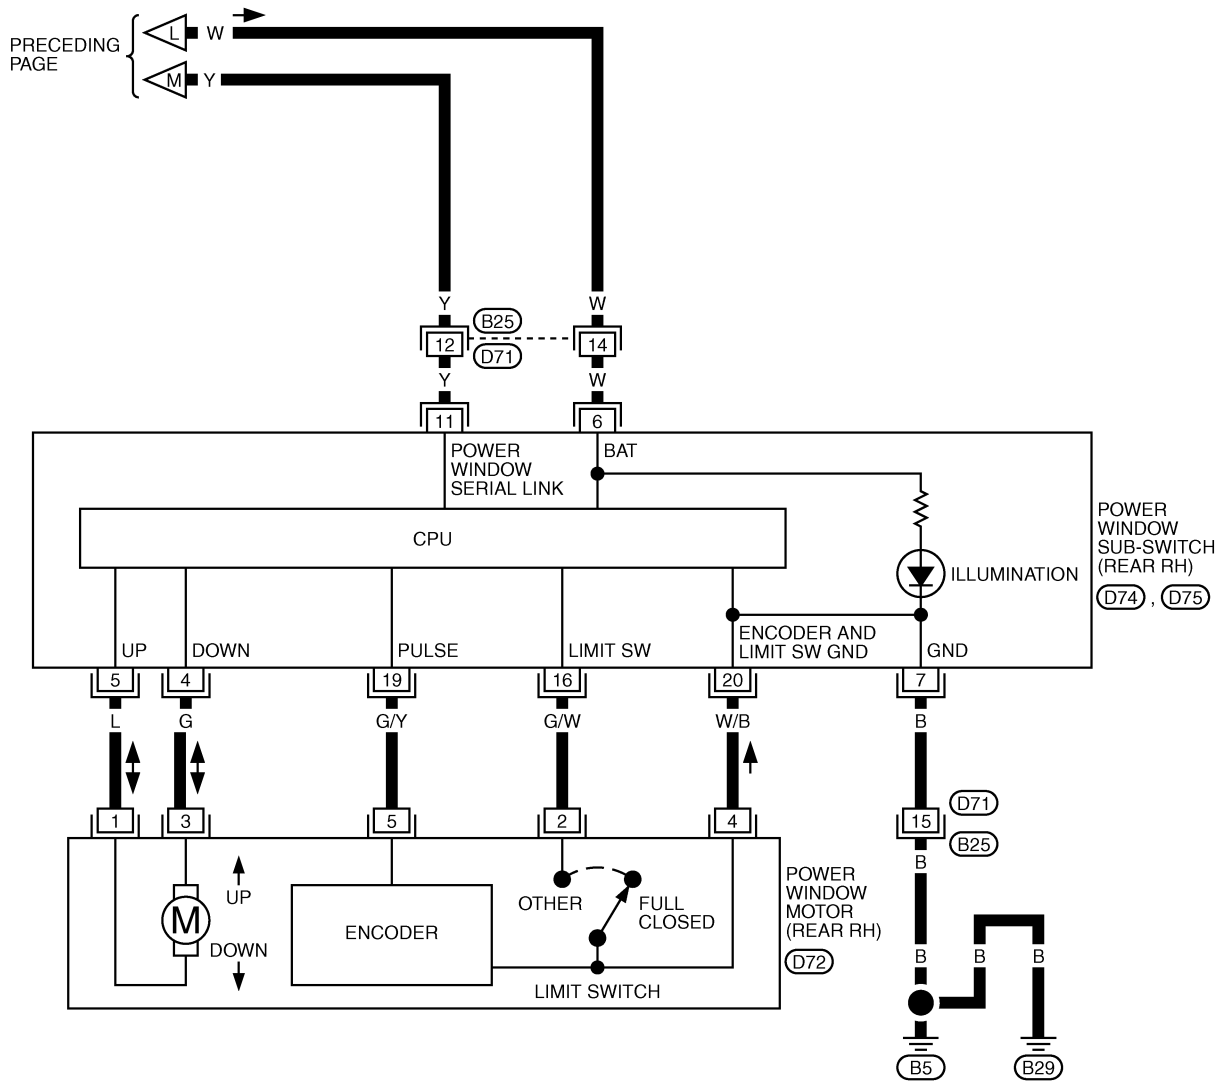 PRECEDING
PAGE
L W
M Y
Y W
B25
12 14
D71
Y W
11 6
POWER
WINDOW
SERIAL LINK
BAT
CPU
ILLUMINATION
POWER
WINDOW
SUB-SWITCH
(REAR RH)
D74 , D75
UP DOWN PULSE LIMIT SW
ENCODER AND
LIMIT SW GND
GND
5 4 19 16 20 7
L G G/Y G/W W/B B
1 3 5 2 4
D71
15
B25
B
M
UP
DOWN
ENCODER
OTHER
FULL
CLOSED
LIMIT SWITCH
POWER
WINDOW
MOTOR
(REAR RH)
D72
B B B
B5 B29